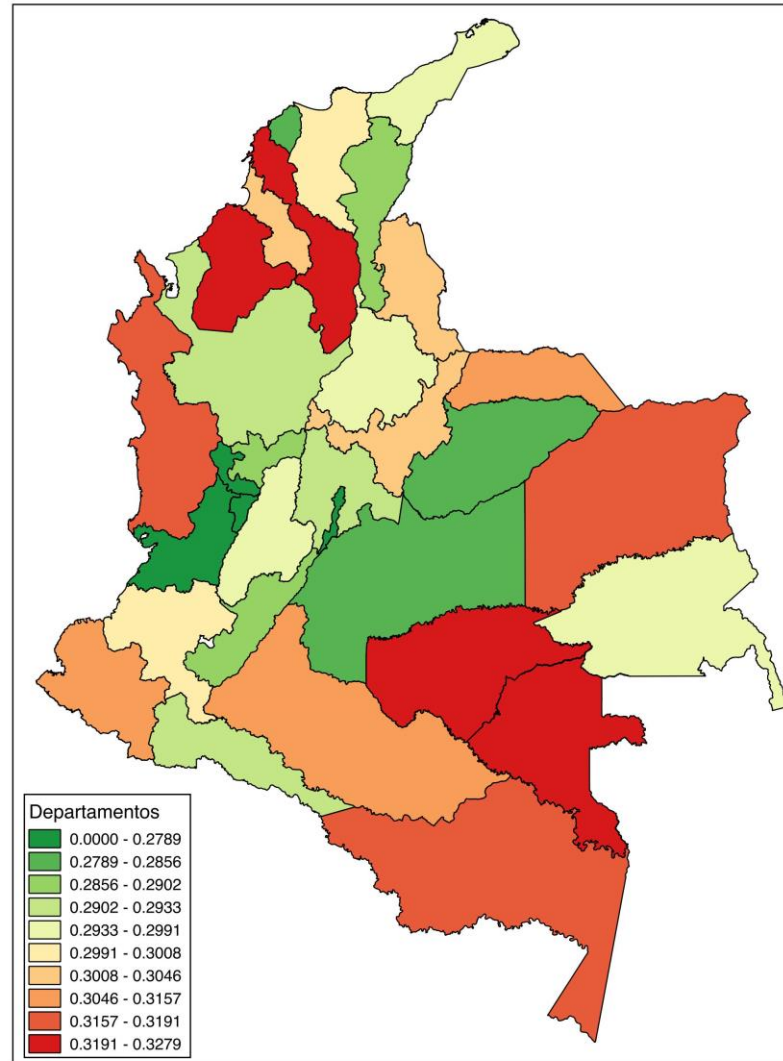 Departamentos
0.0000 - 0.2789
0.2789 - 0.2856
0.2856 - 0.2902
0.2902 - 0.2933
0.2933 - 0.2991
0.2991 - 0.3008
0.3008 - 0.3046
0.3046 - 0.3157
0.3157 - 0.3191
0.3191 - 0.3279